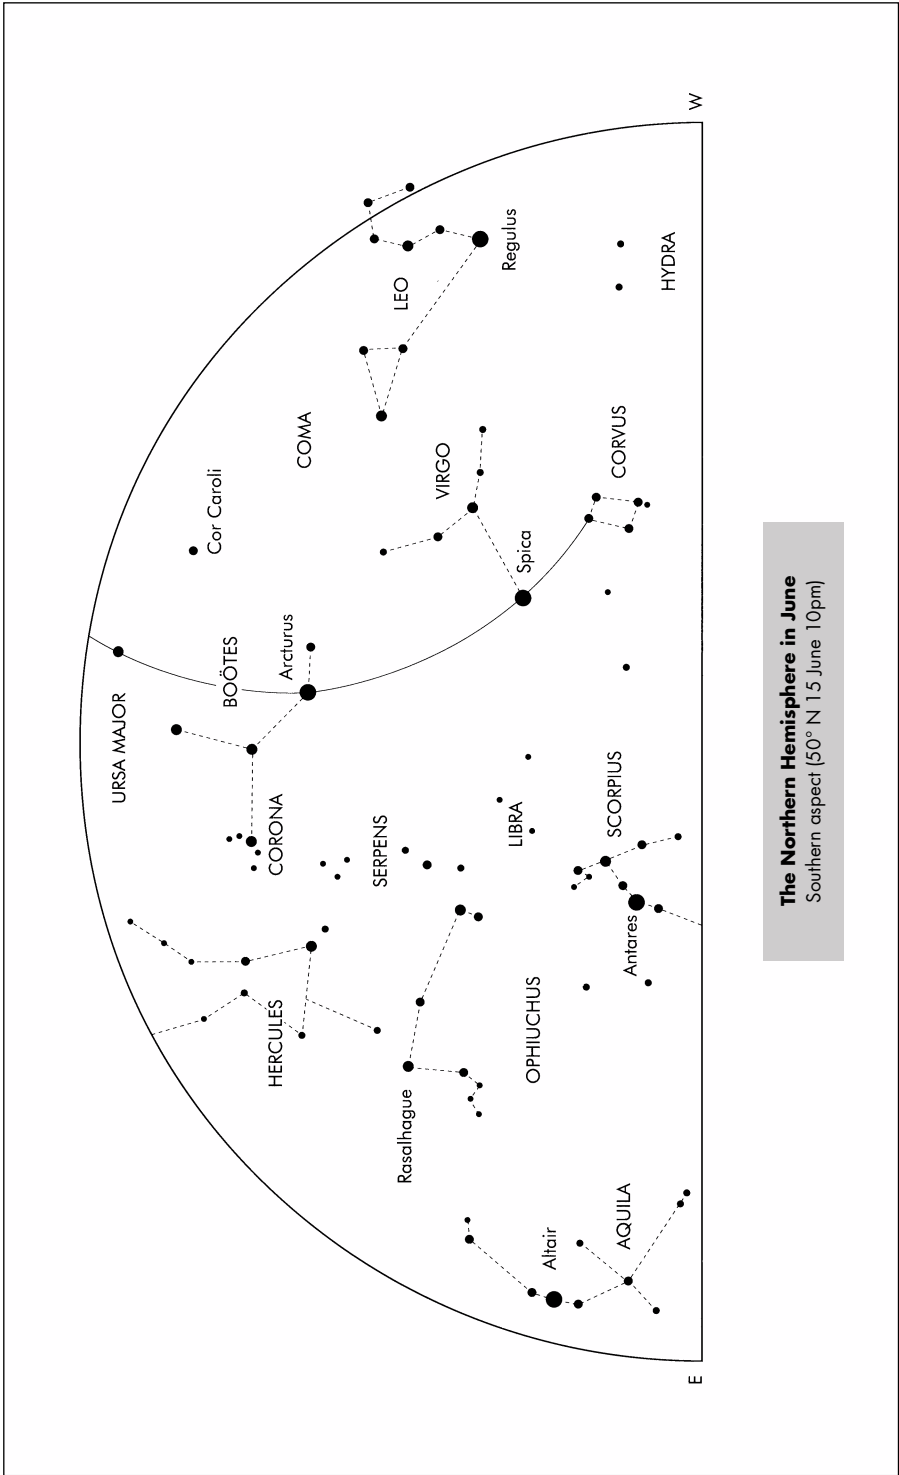 URSA MAJOR
Cor Caroli
BOÖTES
COMA
Arcturus
CORONA
HERCULES
LEO
Regulus
VIRGO
Spica
SERPENS
Rasalhague
LIBRA
OPHIUCHUS
Altair
AQUILA
Antares
SCORPIUS
CORVUS
HYDRA
E
W
The Northern Hemisphere in June
Southern aspect (50° N 15 June 10pm)